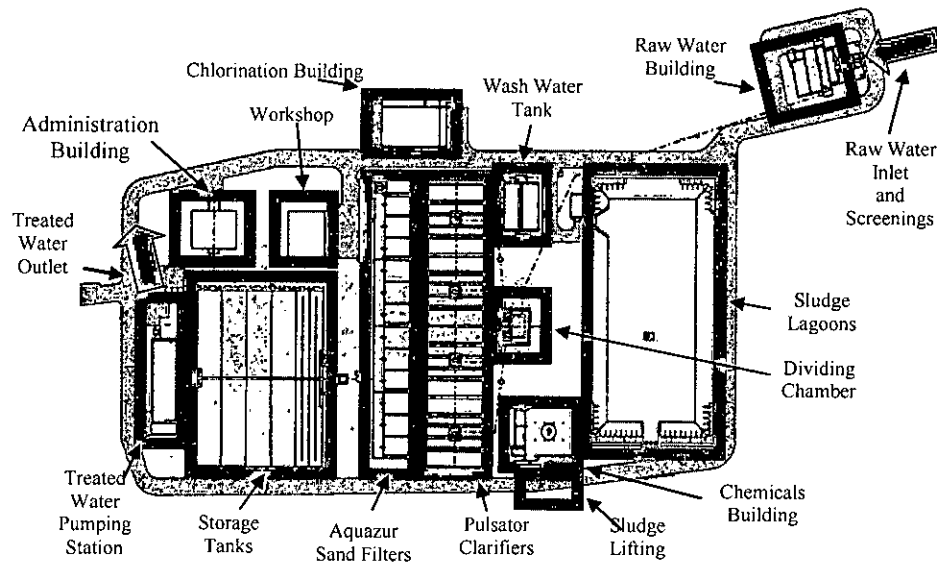 Chlorination Building
Raw Water
Building
Wash Water
Tank
Workshop
Administration
Building
Raw Water
Inlet
and
Screenings
Treated
Water
Outlet
Sludge
Lagoons
Dividing
Chamber
Treated
Water
Pumping
Station
Storage
Tanks
Aquazur
Sand Filters
Pulsator
Clarifiers
Sludge
Lifting
Chemicals
Building